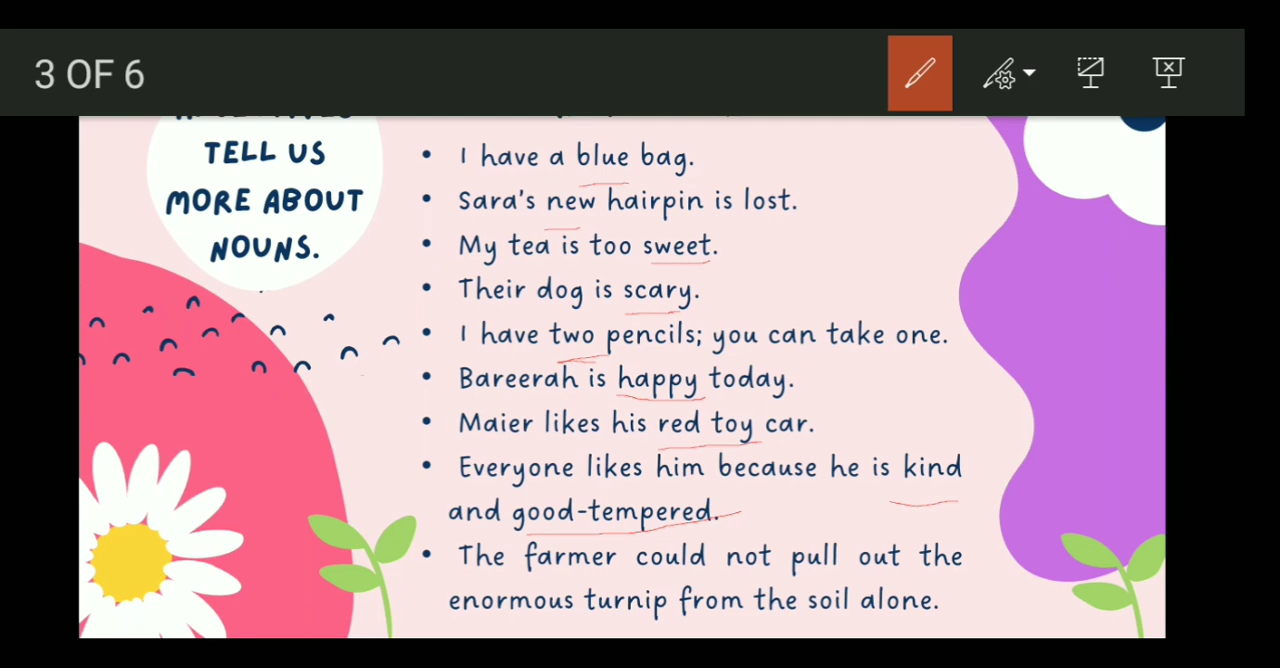 3 OF 6
TELL US
MORE ABOUT
NOUNS.
• I have a blue bag.
• Sara's new hairpin is lost.
• My tea is too sweet.
• Their dog is scary.
• I have two pencils; you can take one.
• Bareerah is happy today.
• Maier likes his red toy car.
• Everyone likes him because he is kind
and good-tempered.
• The farmer could not pull out the
enormous turnip from the soil alone.